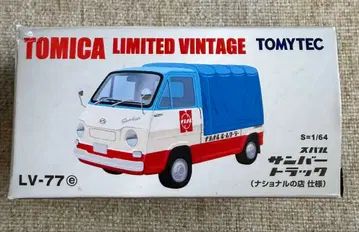 TOMICA LIMITED VINTAGE TOMYTEC
S=1/64
スバル
サンバー
トラック
(ナショナルの店 仕様)
LV-77e